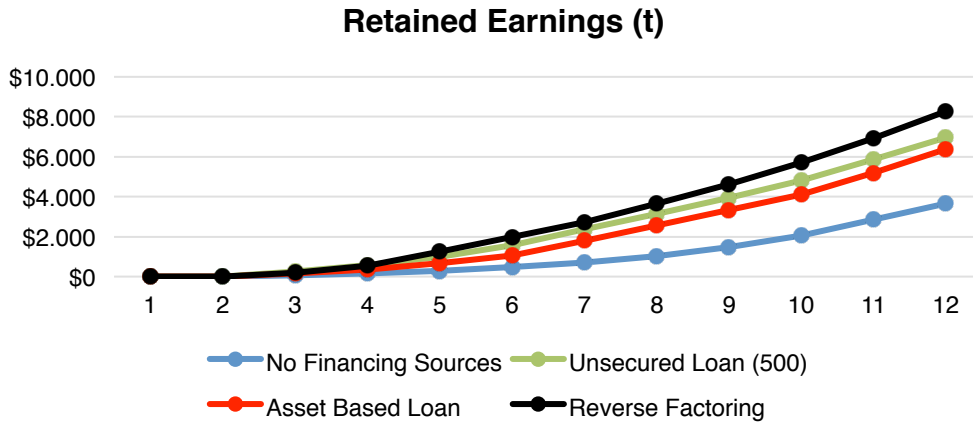 Retained Earnings (t)
$10.000
$8.000
$6.000
$4.000
$2.000
$0
1 2 3 4 5 6 7 8 9 10 11 12
No Financing Sources Unsecured Loan (500)
Asset Based Loan Reverse Factoring